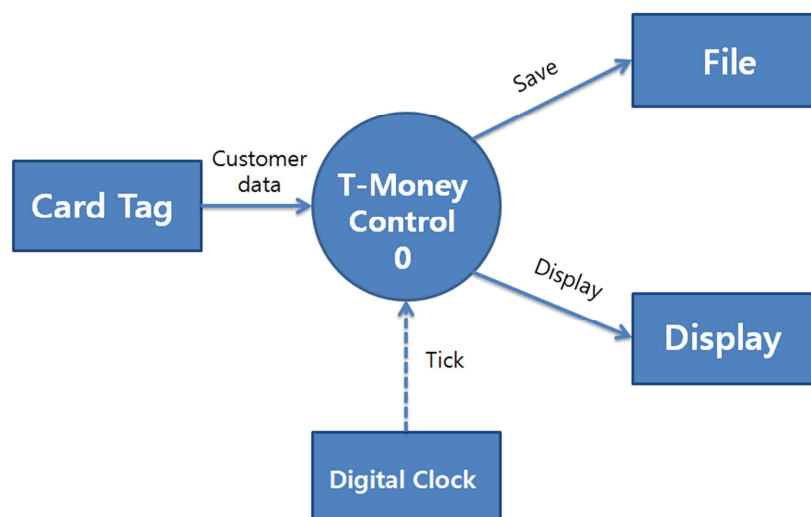 File
Save
Customer
data
Card Tag
T-Money
Control
0
Display
Display
Tick
Digital Clock